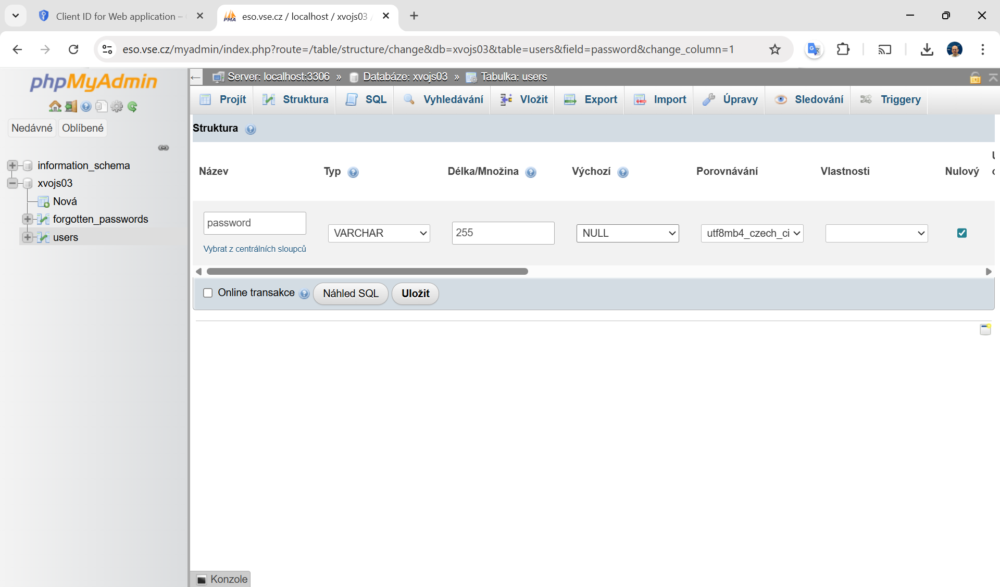 Client ID for Web application –
eso.vse.cz / localhost / xvojs03 /
eso.vse.cz/myadmin/index.php?route=/table/structure/change&db=xvojs03&table=users&field=password&change_column=1
phpMyAdmin
Nedávné Oblíbené
information_schema
xvojs03
Nová
forgotten_passwords
users
Server: localhost:3306 » Databáze: xvojs03 » Tabulka: users
Projít Struktura SQL Vyhledávání Vložit Export Import Úpravy Sledování Triggery
Struktura
Název Typ Délka/Množina Výchozí Porovnávání Vlastnosti Nulový
password VARCHAR 255 NULL utf8mb4_czech_ci
Vybrat z centrálních sloupců
Online transakce Náhled SQL Uložit
Konzole